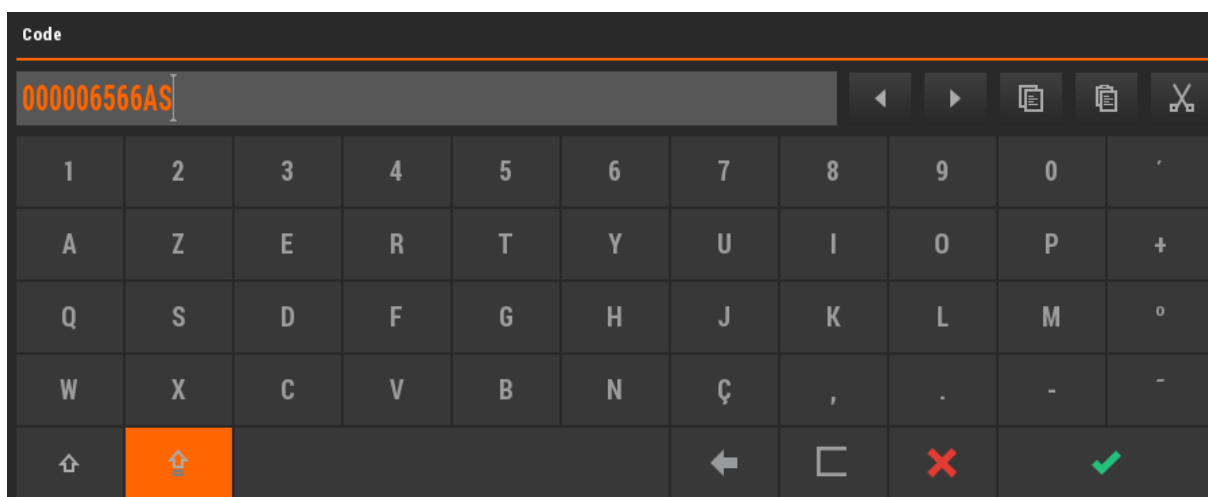 Code
000006566AS
1 2 3 4 5 6 7 8 9 0 ´
A Z E R T Y U I O P +
Q S D F G H J K L M º
W X C V B N Ç , . - ~